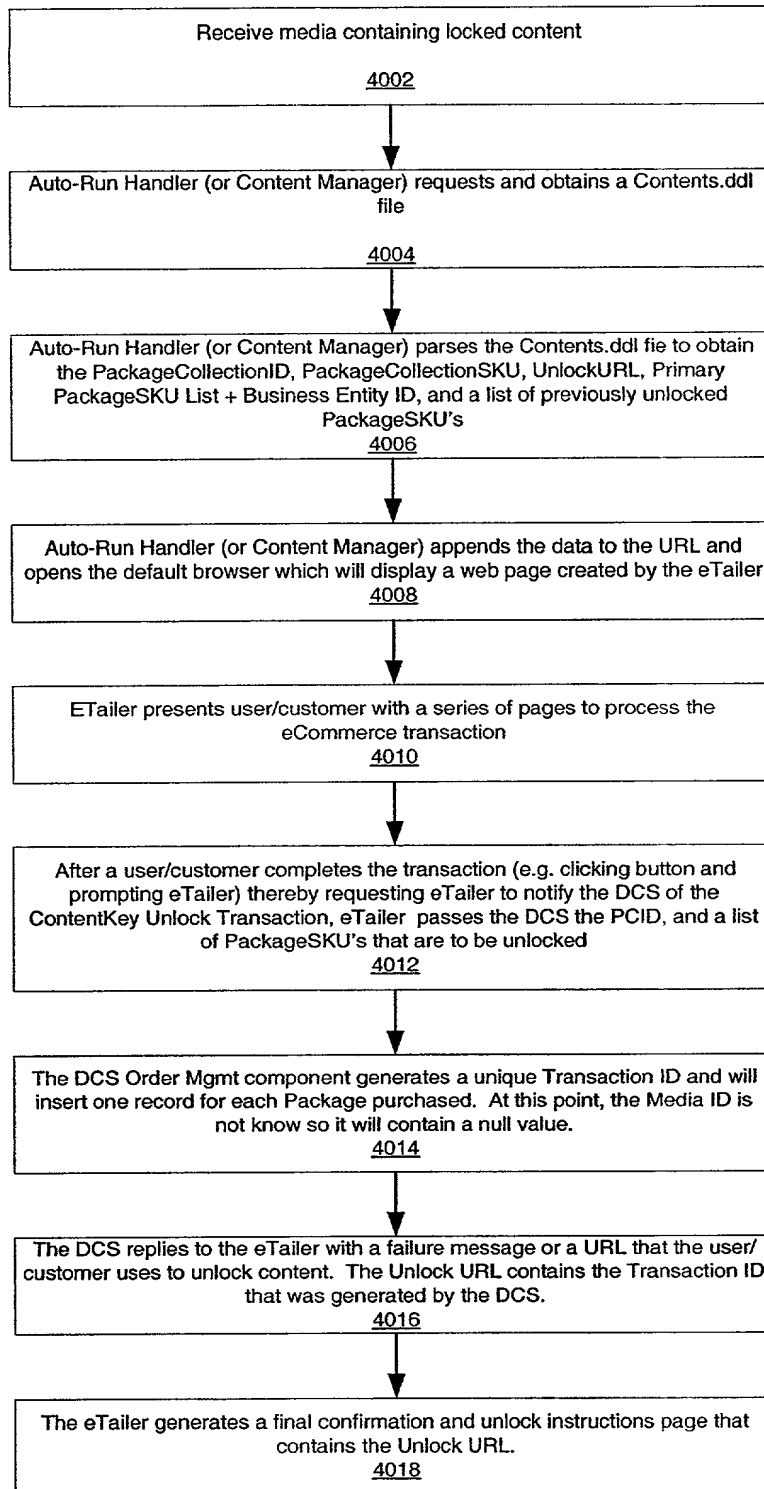 Receive media containing locked content
4002
Auto-Run Handler (or Content Manager) requests and obtains a Contents.ddl
file
4004
Auto-Run Handler (or Content Manager) parses the Contents.ddl fie to obtain
the PackageCollectionID, PackageCollectionSKU, UnlockURL, Primary
PackageSKU List + Business Entity ID, and a list of previously unlocked
PackageSKU's
4006
Auto-Run Handler (or Content Manager) appends the data to the URL and
opens the default browser which will display a web page created by the eTailer
4008
ETailer presents user/customer with a series of pages to process the
eCommerce transaction
4010
After a user/customer completes the transaction (e.g. clicking button and
prompting eTailer) thereby requesting eTailer to notify the DCS of the
ContentKey Unlock Transaction, eTailer passes the DCS the PCID, and a list
of PackageSKU's that are to be unlocked
4012
The DCS Order Mgmt component generates a unique Transaction ID and will
insert one record for each Package purchased. At this point, the Media ID is
not know so it will contain a null value.
4014
The DCS replies to the eTailer with a failure message or a URL that the user/
customer uses to unlock content. The Unlock URL contains the Transaction ID
that was generated by the DCS.
4016
The eTailer generates a final confirmation and unlock instructions page that
contains the Unlock URL.
4018